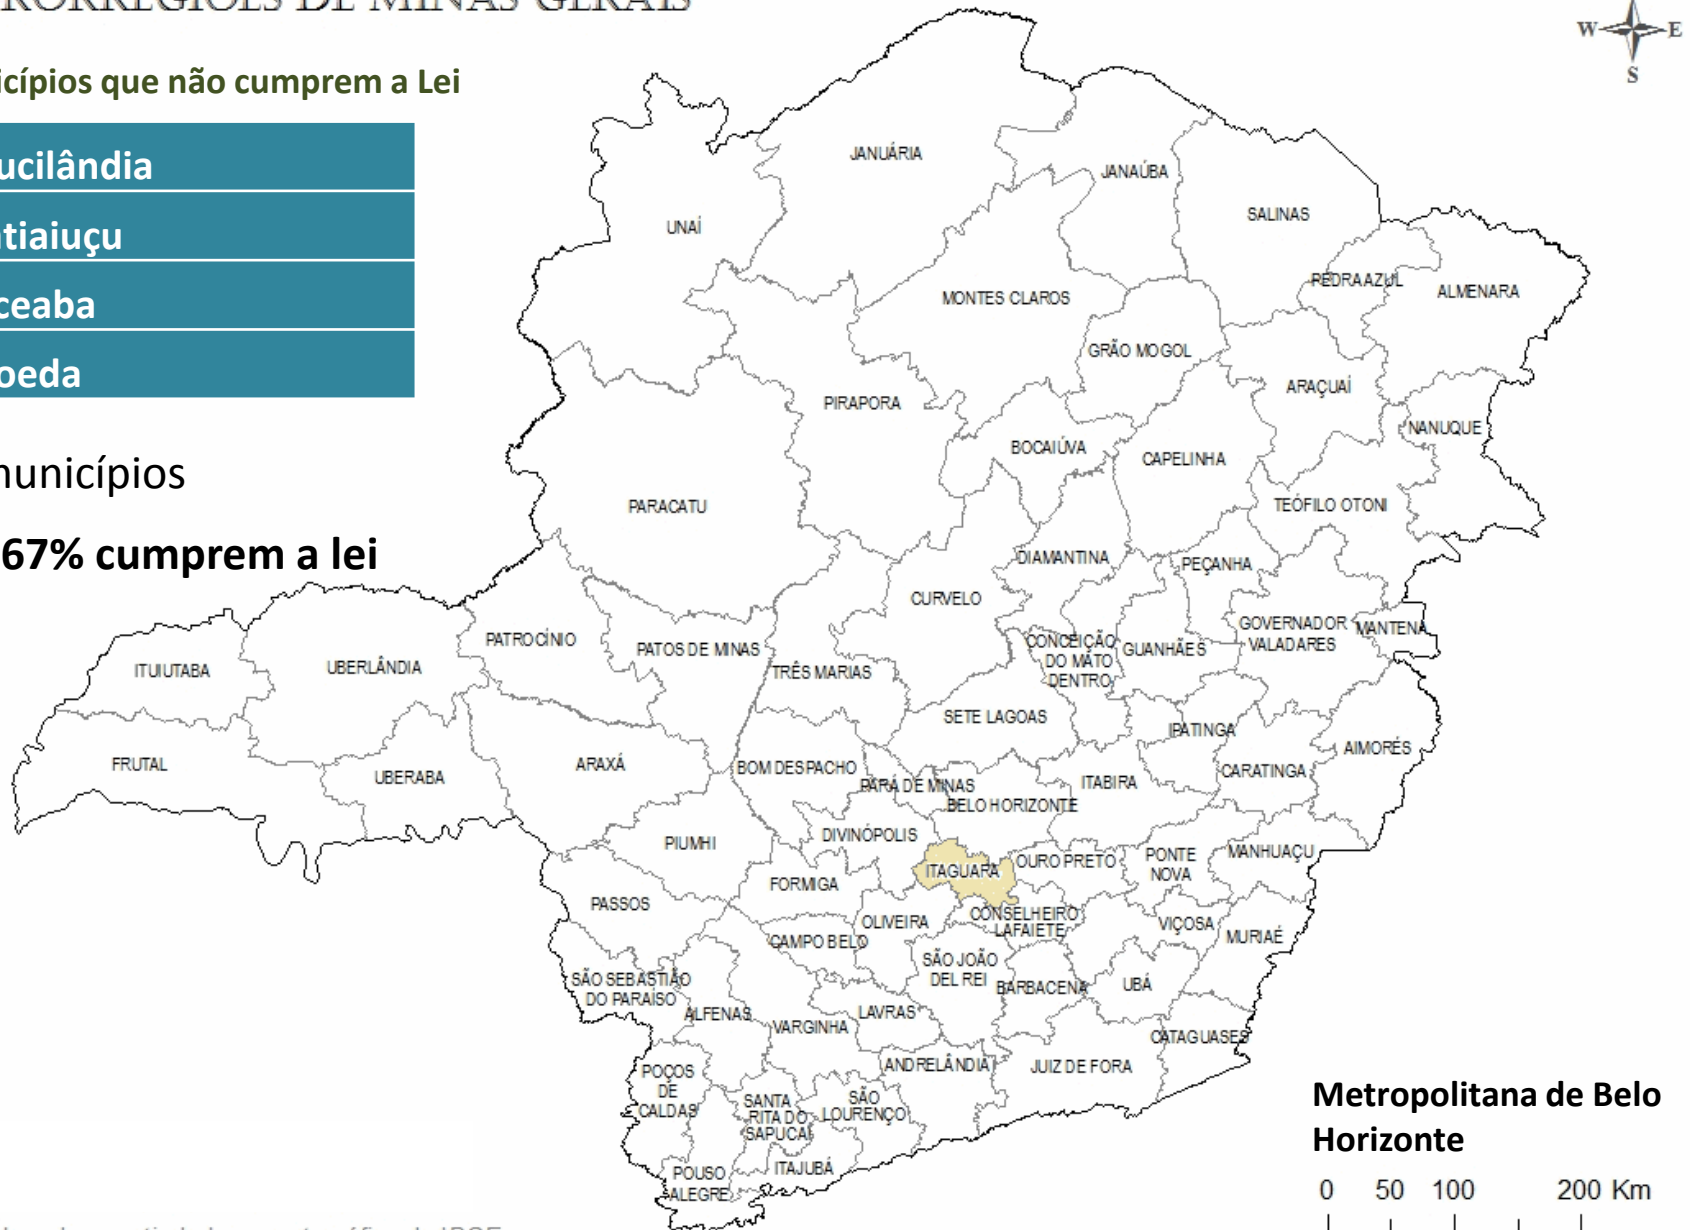 RORREGIÕES DE MINAS GERAIS
W E
S
icípios que não cumprem a Lei
ucilândia
atiaiuçu
ceaba
oeda
municípios
67% cumprem a lei
JANUÁRIA
JANAÚBA
SALINAS
UNAÍ
PEDRA AZUL
ALMENARA
MONTES CLAROS
GRÃO MOGOL
ARAÇUAÍ
PIRAPORA
NANUQUE
BOCAIÚVA
CAPELINHA
PARACATU
TEÓFILO OTONI
DIAMANTINA
PEÇANHA
CURVELO
GOVERNADOR
VALADARES
MANTENA
PATROCÍNIO
PATOS DE MINAS
CONCEIÇÃO
DO MATO
DENTRO
GUANHÃES
ITUIUTABA
UBERLÂNDIA
TRÊS MARIAS
SETE LAGOAS
IPATINGA
AIMORÉS
FRUTAL
UBERABA
ARAXÁ
BOM DESPACHO
PARÁ DE MINAS
ITABIRA
CARATINGA
BELO HORIZONTE
DIVINÓPOLIS
PIUMHI
ITAGUARA
OURO PRETO
PONTE
NOVA
MANHUAÇU
FORMIGA
PASSOS
OLIVEIRA
CONSELHEIRO
LAFAIETE
VIÇOSA
MURIAÉ
CAMPO BELO
SÃO JOÃO
DEL REI
SÃO SEBASTIÃO
DO PARAÍSO
BARBACENA
UBÁ
ALFENAS
VARGINHA
LAVRAS
CATAGUASES
ANDRELÂNDIA
JUIZ DE FORA
POÇOS
DE
CALDAS
SANTA
RITA DO
SAPUCAÍ
SÃO
LOURENÇO
POUSO
ALEGRE
ITAJUBÁ
Metropolitana de Belo
Horizonte
0 50 100 200 Km